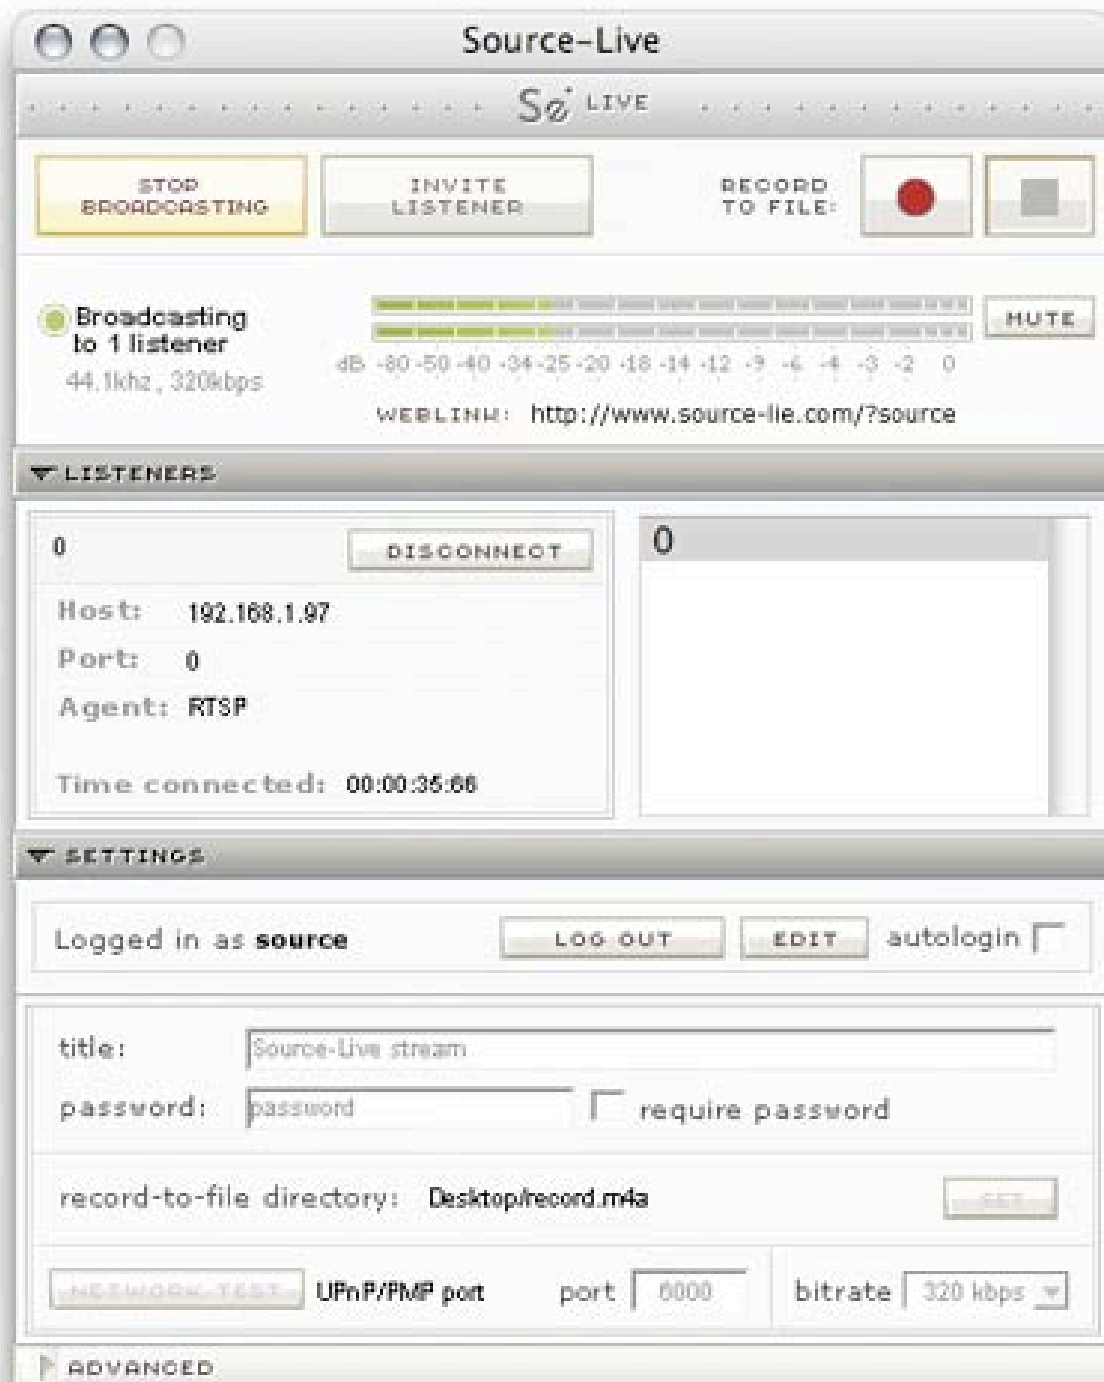 Source-Live
So LIVE
STOP BROADCASTING
INVITE LISTENER
RECORD TO FILE:
Broadcasting
to 1 listener
44.1khz, 320kbps
MUTE
dB -80 -50 -40 -34 -25 -20 -18 -14 -12 -9 -6 -4 -3 -2 0
WEBLINK: http://www.source-lie.com/?source
LISTENERS
0
DISCONNECT
0
Host: 192.168.1.97
Port: 0
Agent: RTSP
Time connected: 00:00:35:66
SETTINGS
Logged in as source LOG OUT EDIT autologin
title: Source-Live stream
password: password require password
record-to-file directory: Desktop/record.m4a SET
NETWORK TEST UPnP/PMP port port 6000 bitrate 320 kbps
ADVANCED